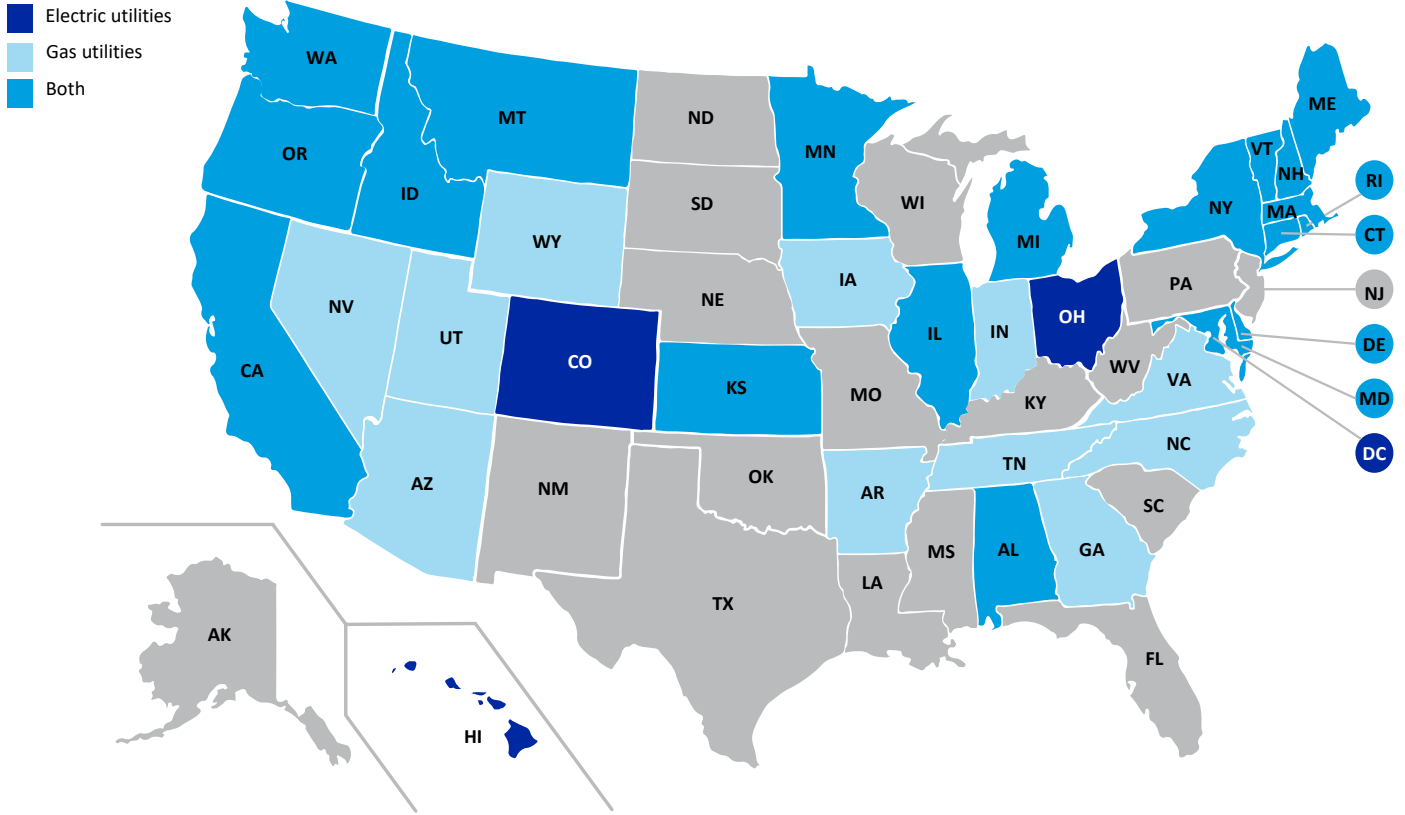 Electric utilities
Gas utilities
Both
WA
OR
CA
ID
NV
MT
WY
UT
AZ
CO
NM
ND
SD
NE
KS
OK
TX
MN
IA
MO
AR
LA
WI
IL
MI
IN
OH
KY
TN
MS
AL
GA
FL
SC
NC
VA
WV
PA
NY
VT
NH
ME
MA
RI
CT
NJ
DE
MD
DC
AK
HI